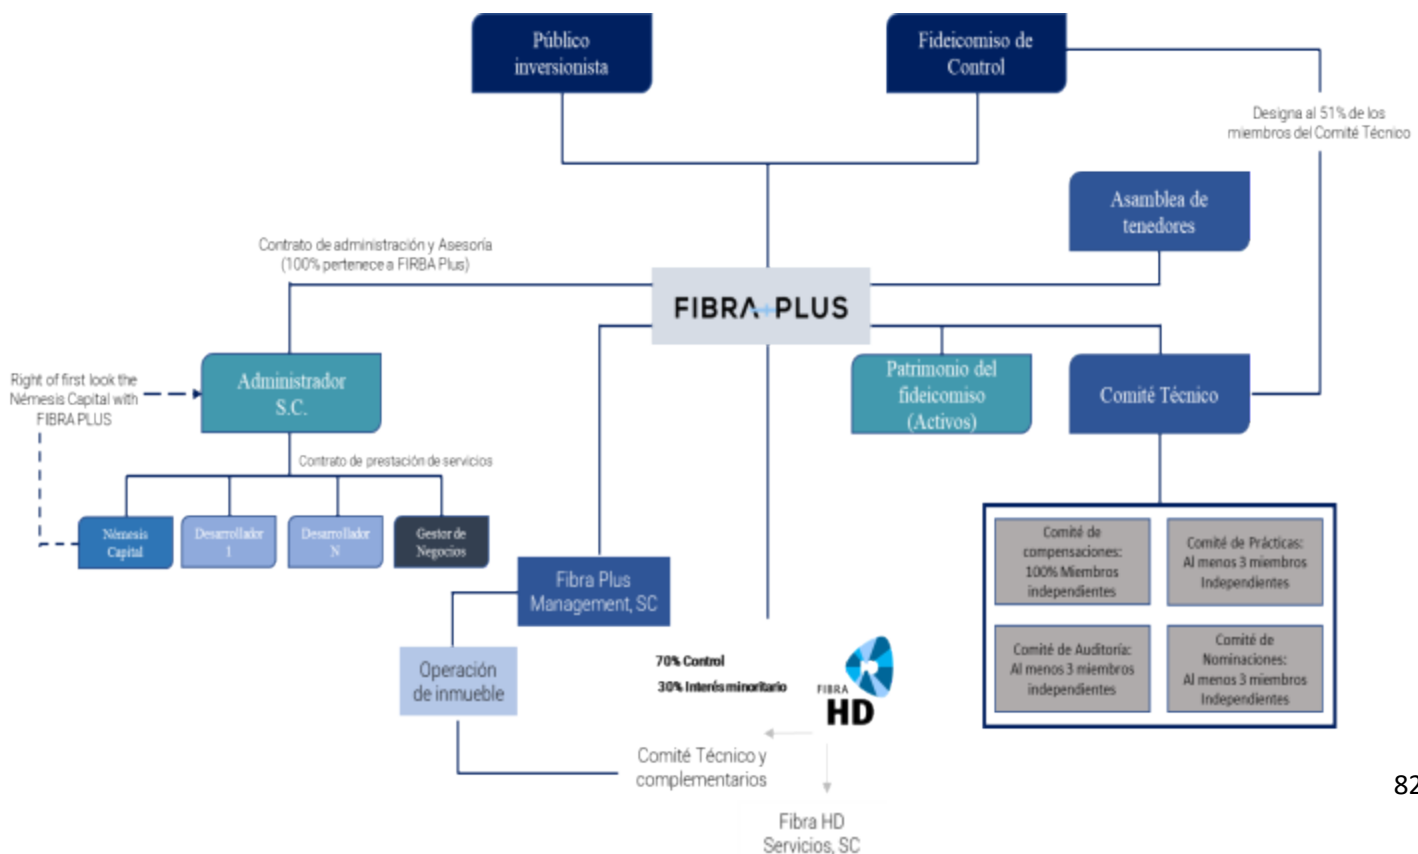 Público
inversionista
Fideicomiso de
Control
Designa al 51% de los
miembros del Comité Técnico
Asamblea de
tenedores
Contrato de administración y Asesoría
(100% pertenece a FIRBA Plus)
FIBRA PLUS
Right of first look the
Némesis Capital with
FIBRA PLUS
Administrador
S.C.
Patrimonio del
fideicomiso
(Activos)
Comité Técnico
Contrato de prestación de servicios
Némesis
Capital
Desarrollador
1
Desarrollador
N
Gestor de
Negocios
Comité de
compensaciones:
100% Miembros
independientes
Comité de Prácticas:
Al menos 3 miembros
Independientes
Fibra Plus
Management, SC
Comité de Auditoría:
Al menos 3 miembros
independientes
Comité de
Nominaciones:
Al menos 3 miembros
Independientes
Operación
de inmueble
70% Control
30% Interés minoritario
FIBRA
HD
Comité Técnico y
complementarios
82
Fibra HD
Servicios, SC